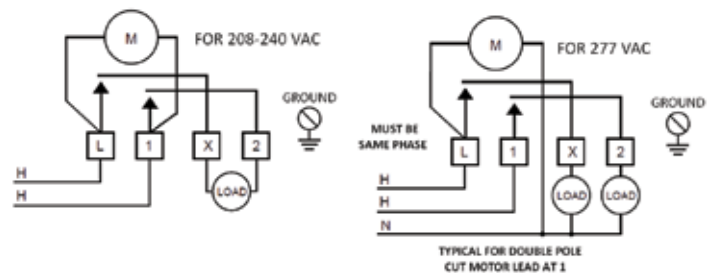 M
FOR 208-240 VAC
GROUND
L 1 X 2
H
H
LOAD
M
FOR 277 VAC
GROUND
MUST BE
SAME PHASE
L 1 X 2
H
H
N
LOAD LOAD
TYPICAL FOR DOUBLE POLE
CUT MOTOR LEAD AT 1